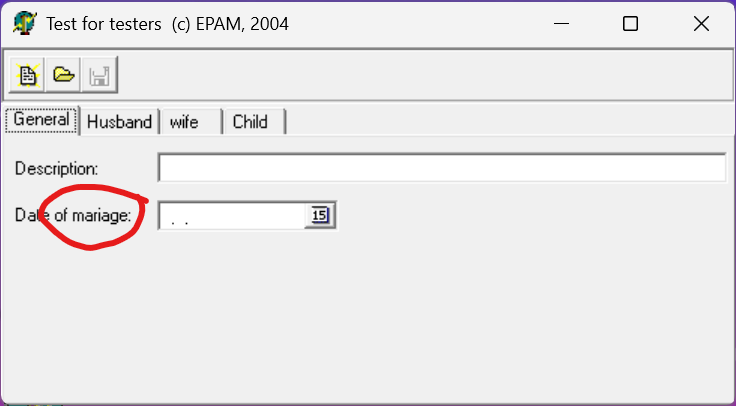 Test for testers (c) EPAM, 2004
General Husband wife Child
Description:
Date of mariage: . . 15